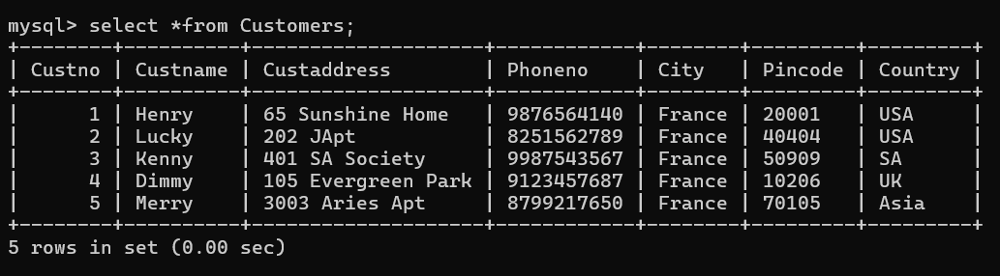 mysql> select *from Customers;
+--------+----------+--------------------+------------+--------+---------+---------+
| Custno | Custname | Custaddress        | Phoneno    | City   | Pincode | Country |
+--------+----------+--------------------+------------+--------+---------+---------+
|      1 | Henry    | 65 Sunshine Home   | 9876564140 | France | 20001   | USA     |
|      2 | Lucky    | 202 JApt           | 8251562789 | France | 40404   | USA     |
|      3 | Kenny    | 401 SA Society     | 9987543567 | France | 50909   | SA      |
|      4 | Dimmy    | 105 Evergreen Park | 9123457687 | France | 10206   | UK      |
|      5 | Merry    | 3003 Aries Apt     | 8799217650 | France | 70105   | Asia    |
+--------+----------+--------------------+------------+--------+---------+---------+
5 rows in set (0.00 sec)